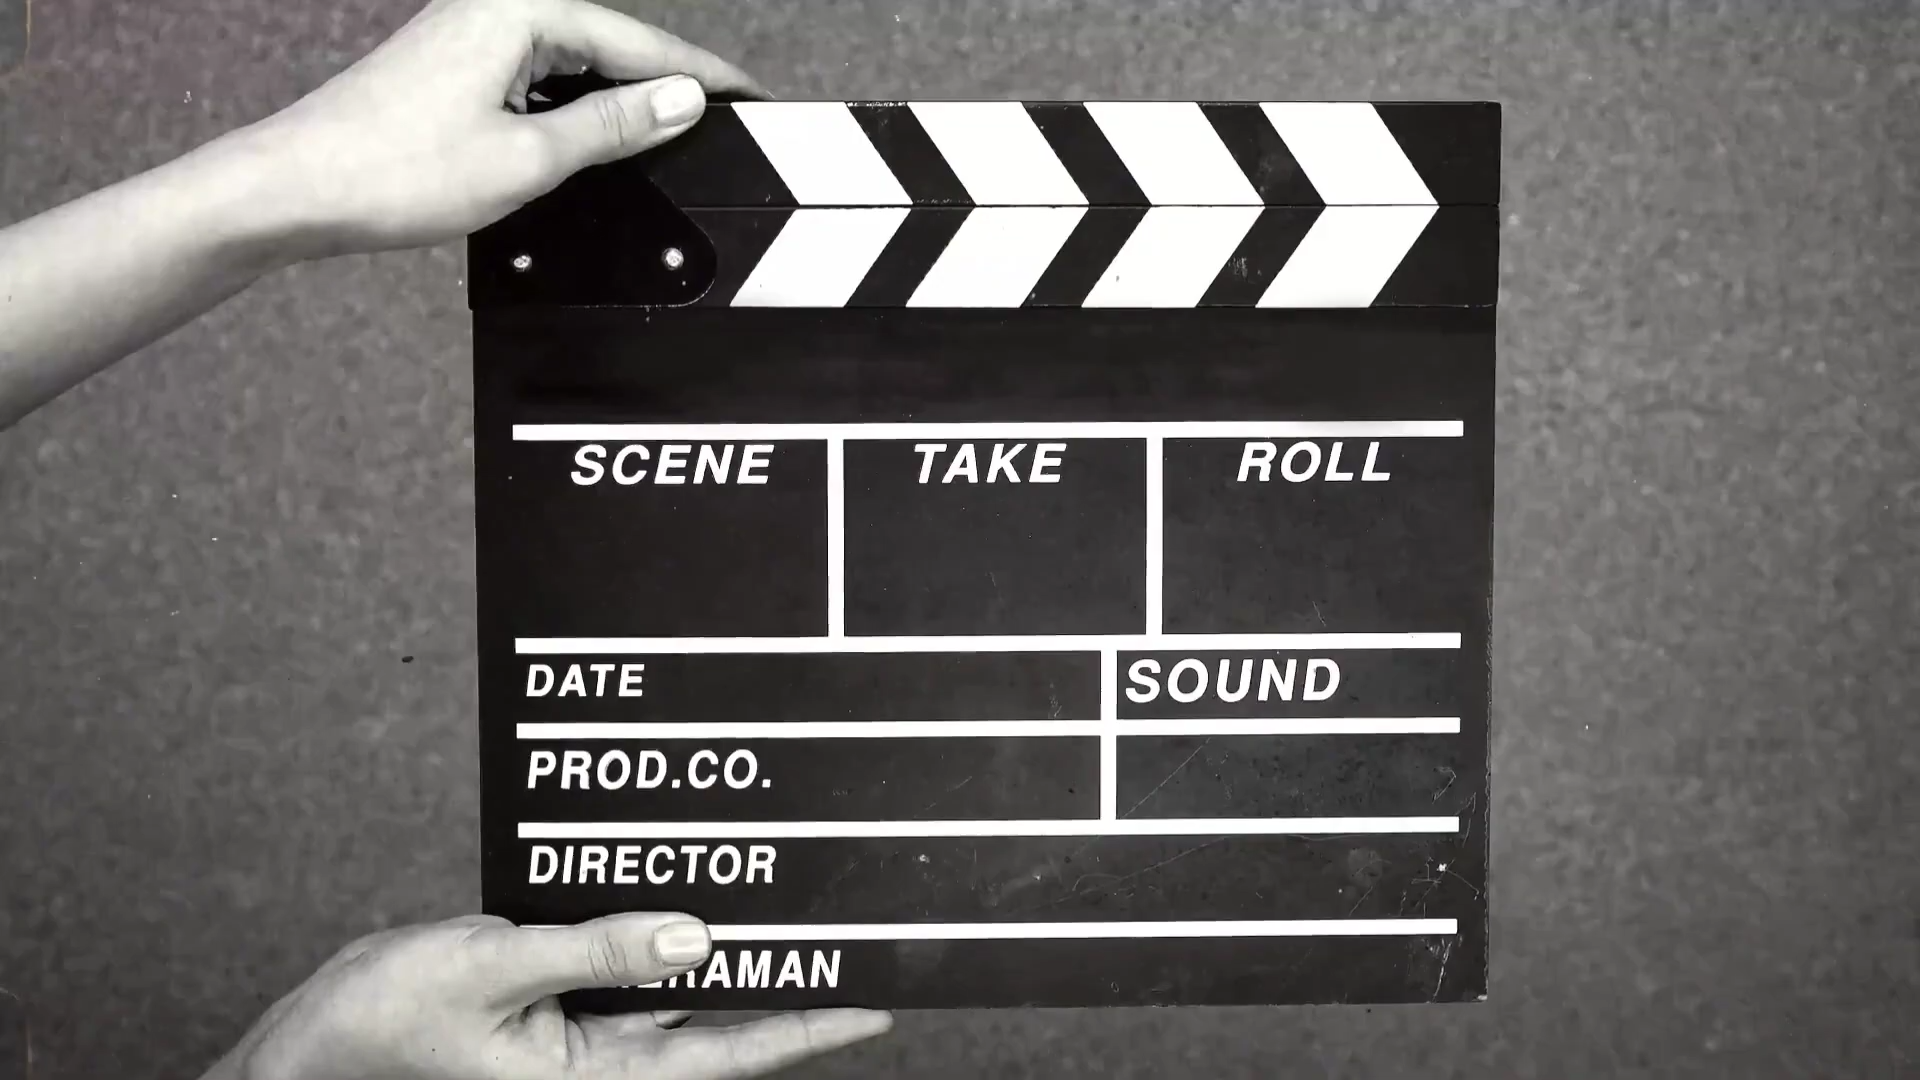 SCENE TAKE ROLL
DATE SOUND
PROD.CO.
DIRECTOR